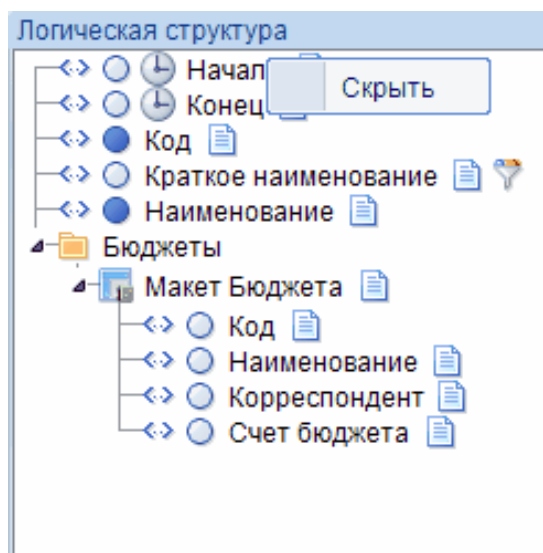 Логическая структура
Начал
Скрыть
Конец
Код
Краткое наименование
Наименование
Бюджеты
Макет Бюджета
Код
Наименование
Корреспондент
Счет бюджета